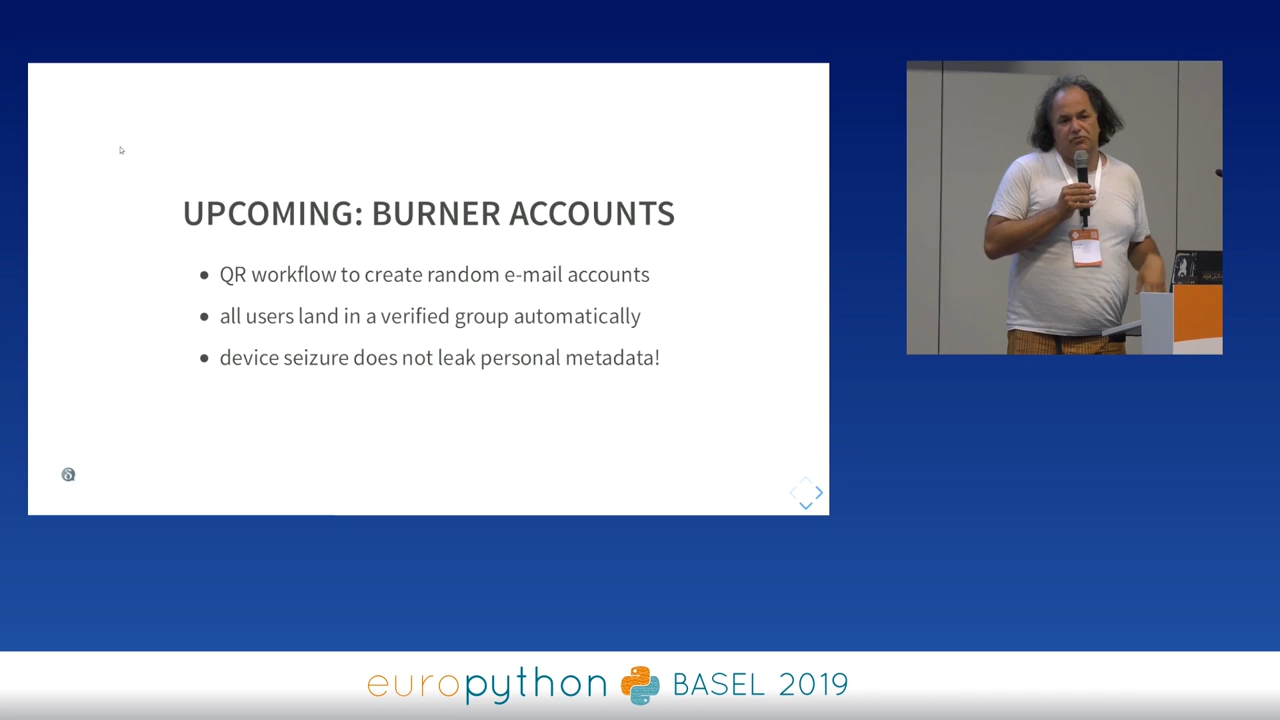 UPCOMING: BURNER ACCOUNTS
QR workflow to create random e-mail accounts
all users land in a verified group automatically
device seizure does not leak personal metadata!
europython BASEL 2019